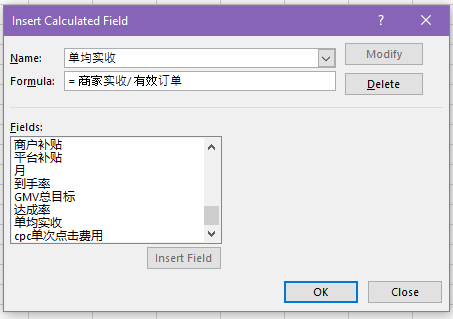 Insert Calculated Field
? ×
Name: 单均实收 Modify
Formula: = 商家实收/有效订单 Delete
Fields:
商户补贴
平台补贴
月
到手率
GMV总目标
达成率
单均实收
cpc单次点击费用
Insert Field
OK Close